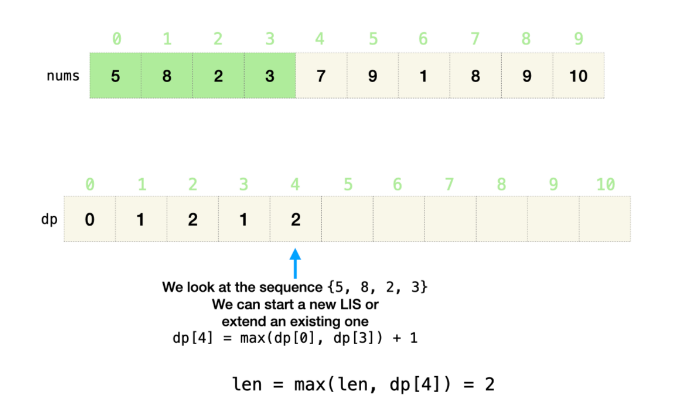 0 1 2 3 4 5 6 7 8 9
nums 5 8 2 3 7 9 1 8 9 10
0 1 2 3 4 5 6 7 8 9 10
dp 0 1 2 1 2
We look at the sequence {5, 8, 2, 3}
We can start a new LIS or
extend an existing one
dp[4] = max(dp[0], dp[3]) + 1
len = max(len, dp[4]) = 2